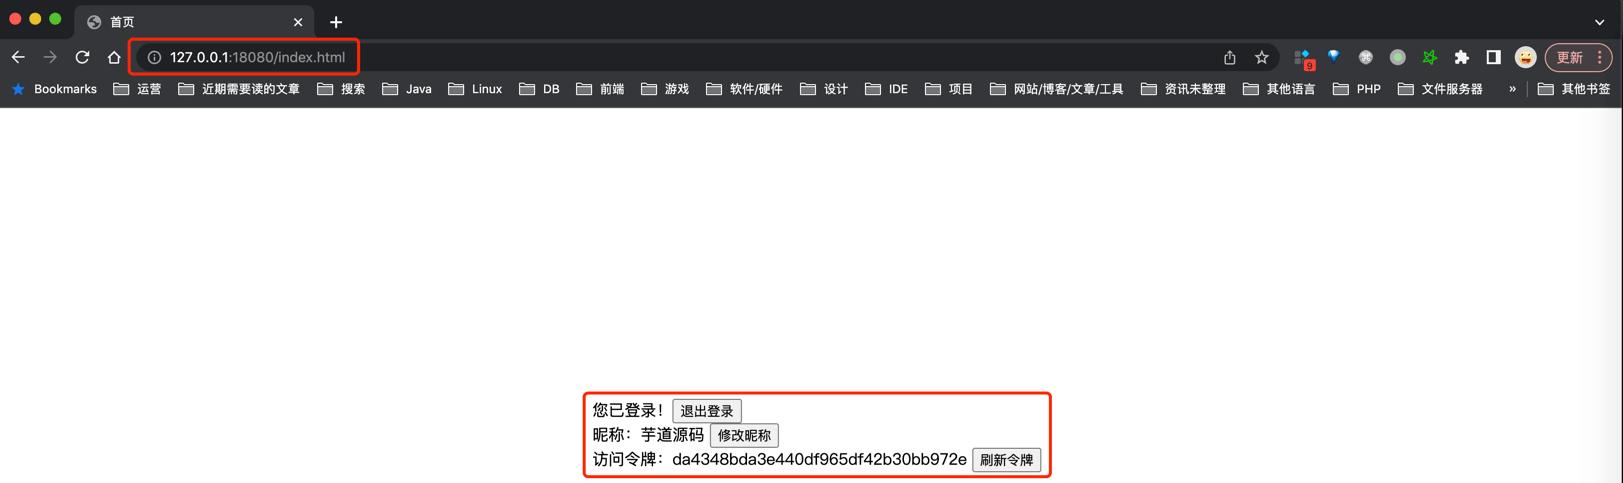 首页
127.0.0.1:18080/index.html
9
更新
Bookmarks 运营 近期需要读的文章 搜索 Java Linux DB 前端 游戏 软件/硬件 设计 IDE 项目 网站/博客/文章/工具 资讯未整理 其他语言 PHP 文件服务器 » 其他书签
您已登录! 退出登录
昵称:芋道源码 修改昵称
访问令牌:da4348bda3e440df965df42b30bb972e 刷新令牌